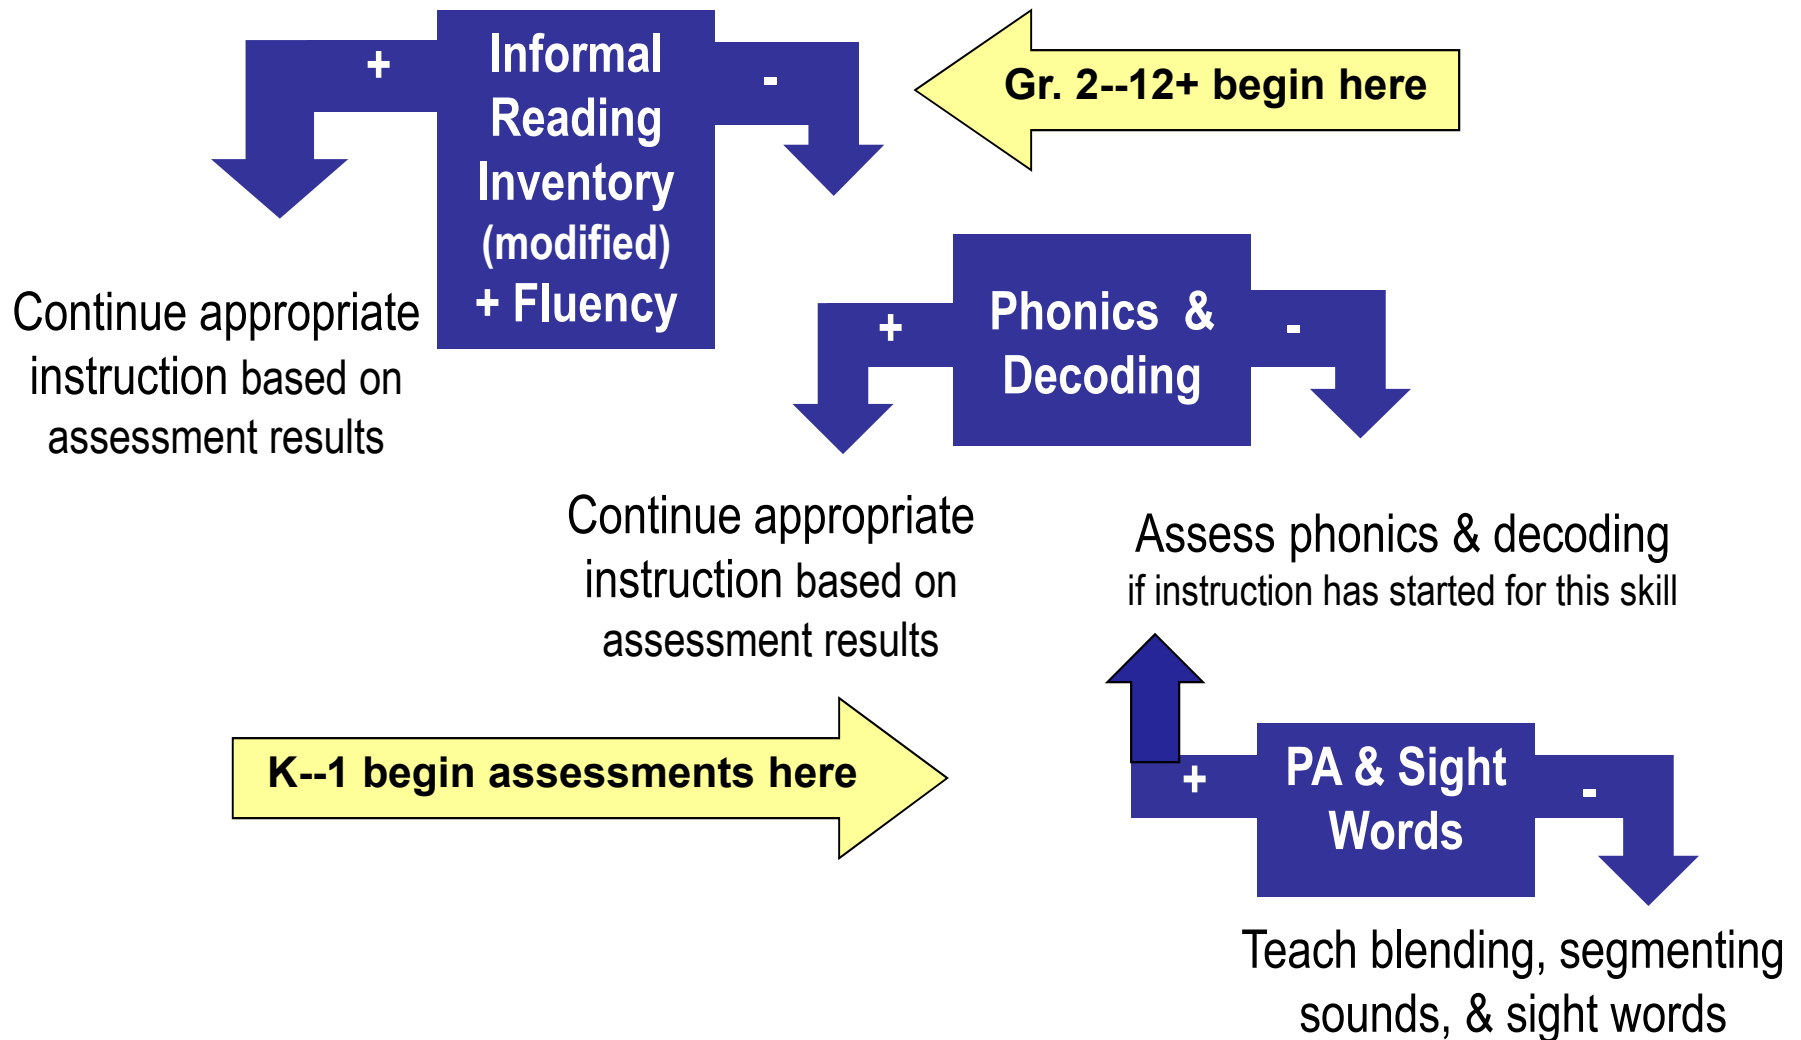 +
Informal
Reading
Inventory
(modified)
+ Fluency
-
Gr. 2--12+ begin here
Continue appropriate
instruction based on
assessment results
+
Phonics &
Decoding
-
Continue appropriate
instruction based on
assessment results
Assess phonics & decoding
if instruction has started for this skill
K--1 begin assessments here
+
PA & Sight
Words
-
Teach blending, segmenting
sounds, & sight words